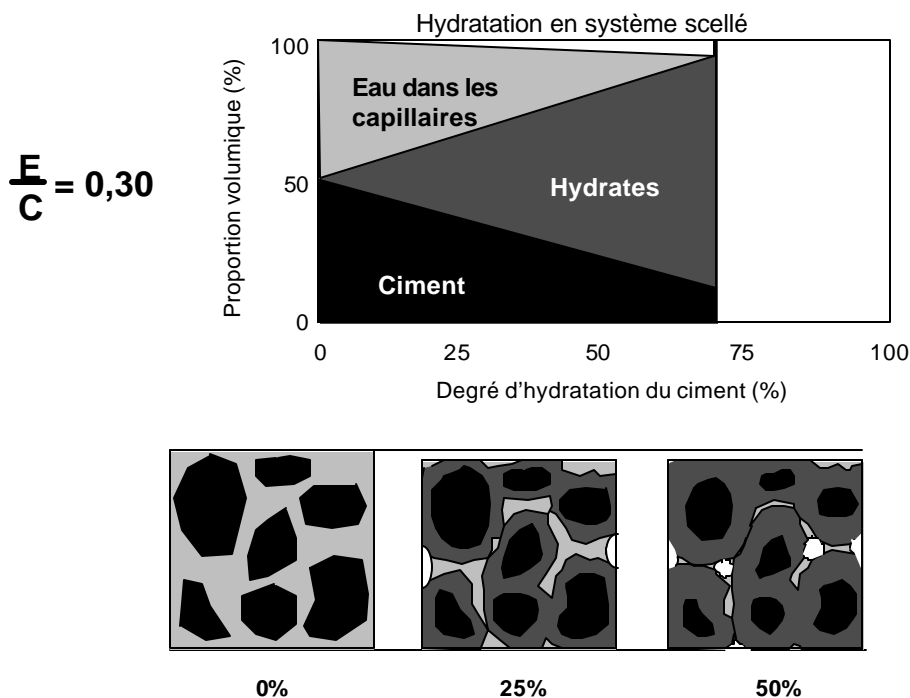 Hydratation en système scellé
Proportion volumique (%)
100
50
0
Eau dans les
capillaires
Hydrates
Ciment
E
C
= 0,30
0 25 50 75 100
Degré d’hydratation du ciment (%)
0% 25% 50%